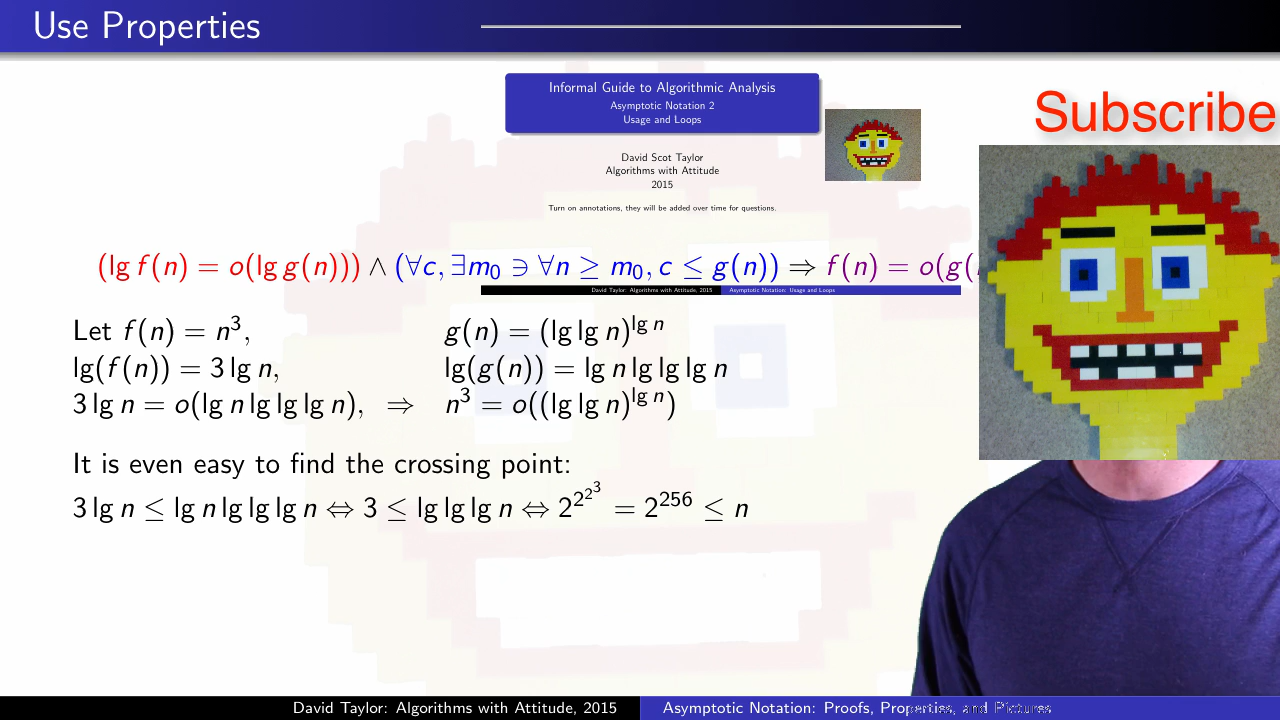 Use Properties
Informal Guide to Algorithmic Analysis
Asymptotic Notation 2
Usage and Loops
Subscribe
David Scot Taylor
Algorithms with Attitude
2015
Turn on annotations, they will be added over time for questions.
(lg f(n) = o(lg g(n))) ∧ (∀c, ∃m₀ ∋ ∀n ≥ m₀, c ≤ g(n)) ⇒ f(n) = o(g(
David Taylor: Algorithms with Attitude, 2015 Asymptotic Notation: Usage and Loops
Let f(n) = n³, g(n) = (lg lg n)^{lg n}
lg(f(n)) = 3 lg n, lg(g(n)) = lg n lg lg lg n
3 lg n = o(lg n lg lg lg n), ⇒ n³ = o((lg lg n)^{lg n})
It is even easy to find the crossing point:
3 lg n ≤ lg n lg lg lg n ⇔ 3 ≤ lg lg lg n ⇔ 2^{2^{2^3}} = 2^{256} ≤ n
David Taylor: Algorithms with Attitude, 2015 Asymptotic Notation: Proofs, Properties, and Pictures